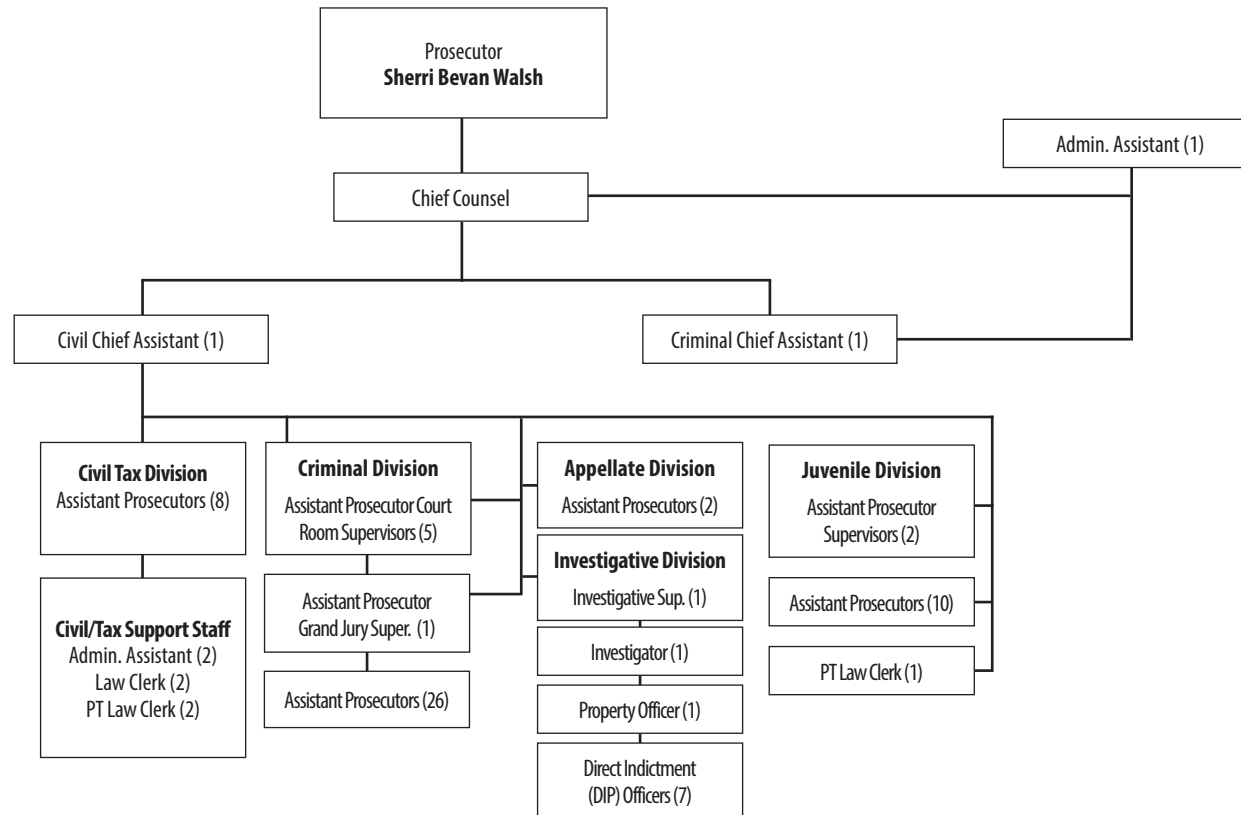 Prosecutor
Sherri Bevan Walsh
Admin. Assistant (1)
Chief Counsel
Civil Chief Assistant (1)
Criminal Chief Assistant (1)
Civil Tax Division
Assistant Prosecutors (8)
Civil/Tax Support Staff
Admin. Assistant (2)
Law Clerk (2)
PT Law Clerk (2)
Criminal Division
Assistant Prosecutor Court
Room Supervisors (5)
Assistant Prosecutor
Grand Jury Super. (1)
Assistant Prosecutors (26)
Appellate Division
Assistant Prosecutors (2)
Investigative Division
Investigative Sup. (1)
Investigator (1)
Property Officer (1)
Direct Indictment
(DIP) Officers (7)
Juvenile Division
Assistant Prosecutor
Supervisors (2)
Assistant Prosecutors (10)
PT Law Clerk (1)